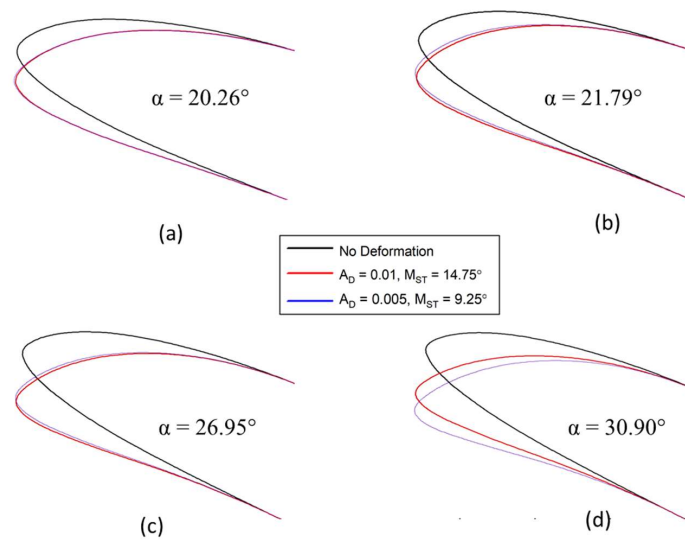 α = 20.26°
α = 21.79°
(a)
(b)
No Deformation
A_D = 0.01, M_ST = 14.75°
A_D = 0.005, M_ST = 9.25°
α = 26.95°
α = 30.90°
(c)
(d)